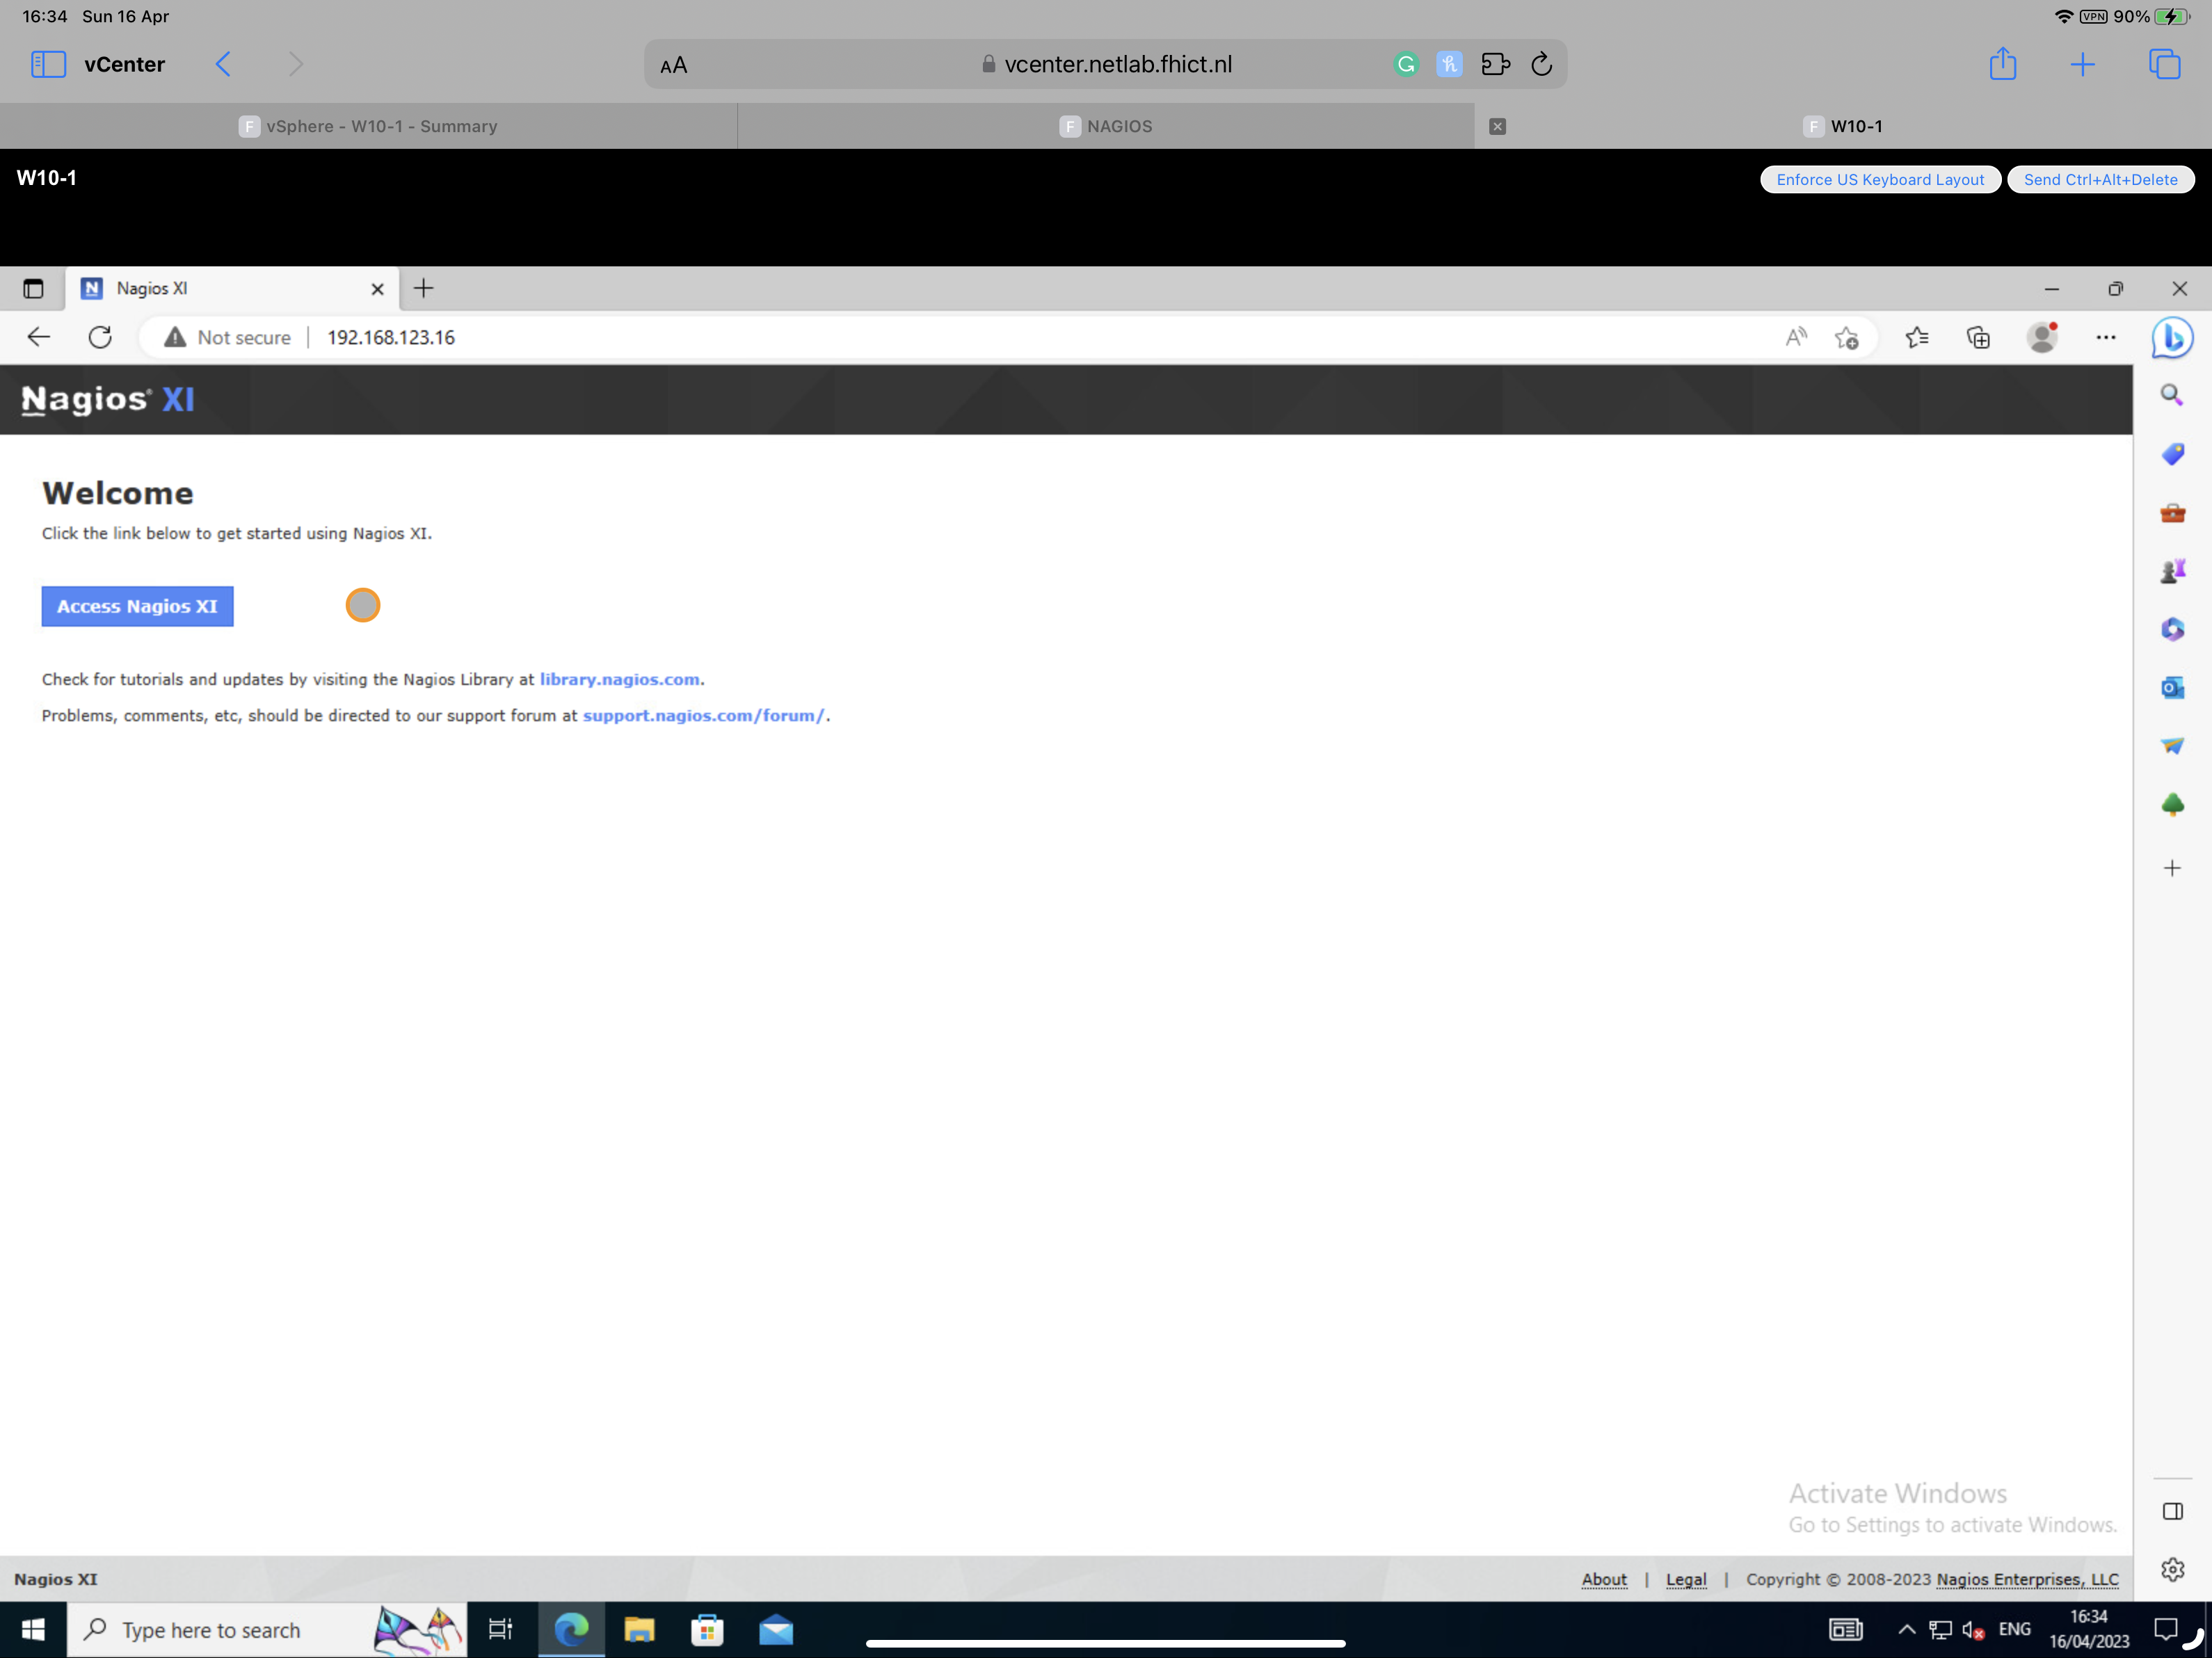 16:34 Sun 16 Apr
VPN 90%
vCenter
AA
vcenter.netlab.fhict.nl
F vSphere - W10-1 - Summary
F NAGIOS
F W10-1
W10-1
Enforce US Keyboard Layout
Send Ctrl+Alt+Delete
N Nagios XI
Not secure
192.168.123.16
Nagios® XI
Welcome
Click the link below to get started using Nagios XI.
Access Nagios XI
Check for tutorials and updates by visiting the Nagios Library at library.nagios.com.
Problems, comments, etc, should be directed to our support forum at support.nagios.com/forum/.
Activate Windows
Go to Settings to activate Windows.
Nagios XI
About | Legal | Copyright © 2008-2023 Nagios Enterprises, LLC
Type here to search
ENG
16:34
16/04/2023